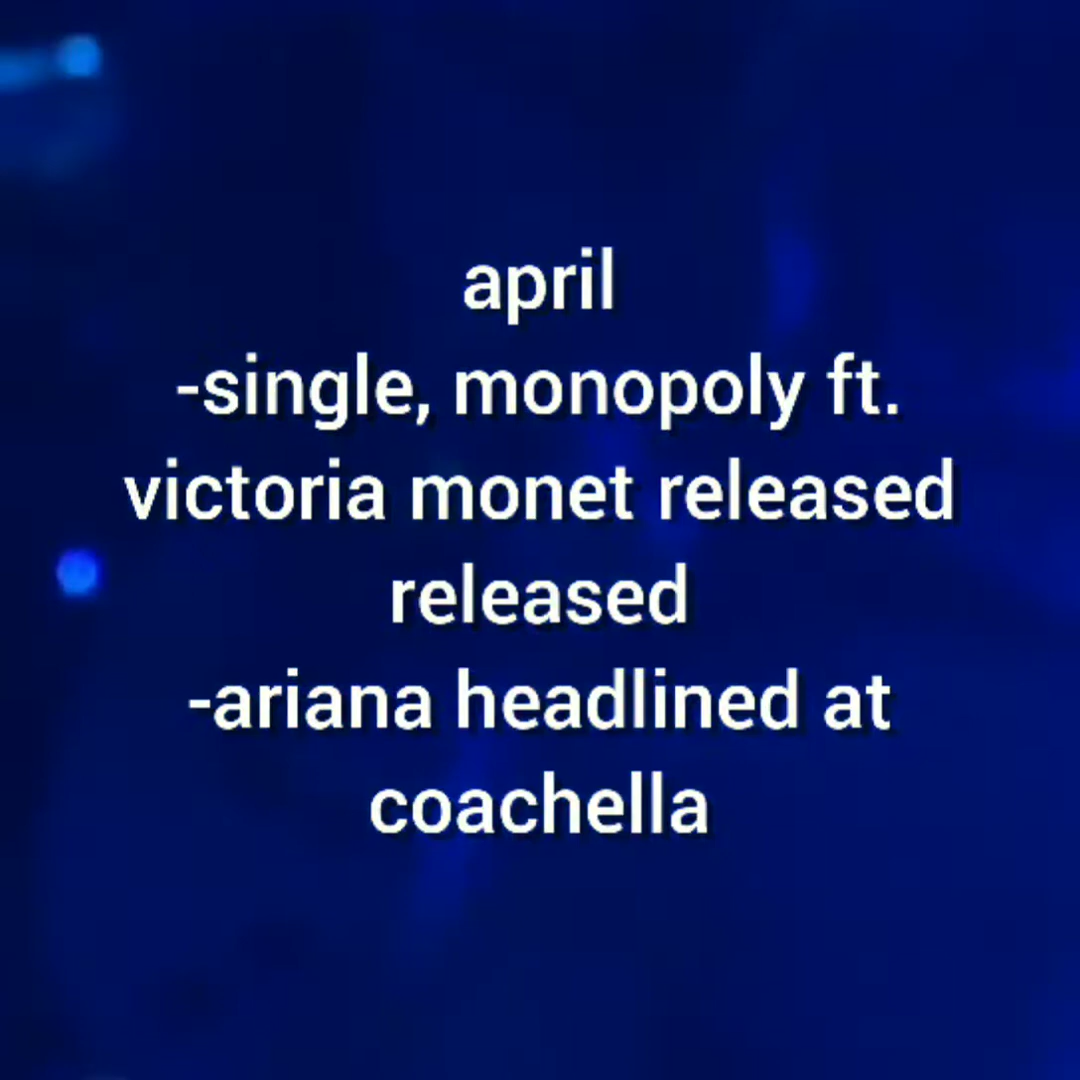 april
-single, monopoly ft.
victoria monet released
released
-ariana headlined at
coachella